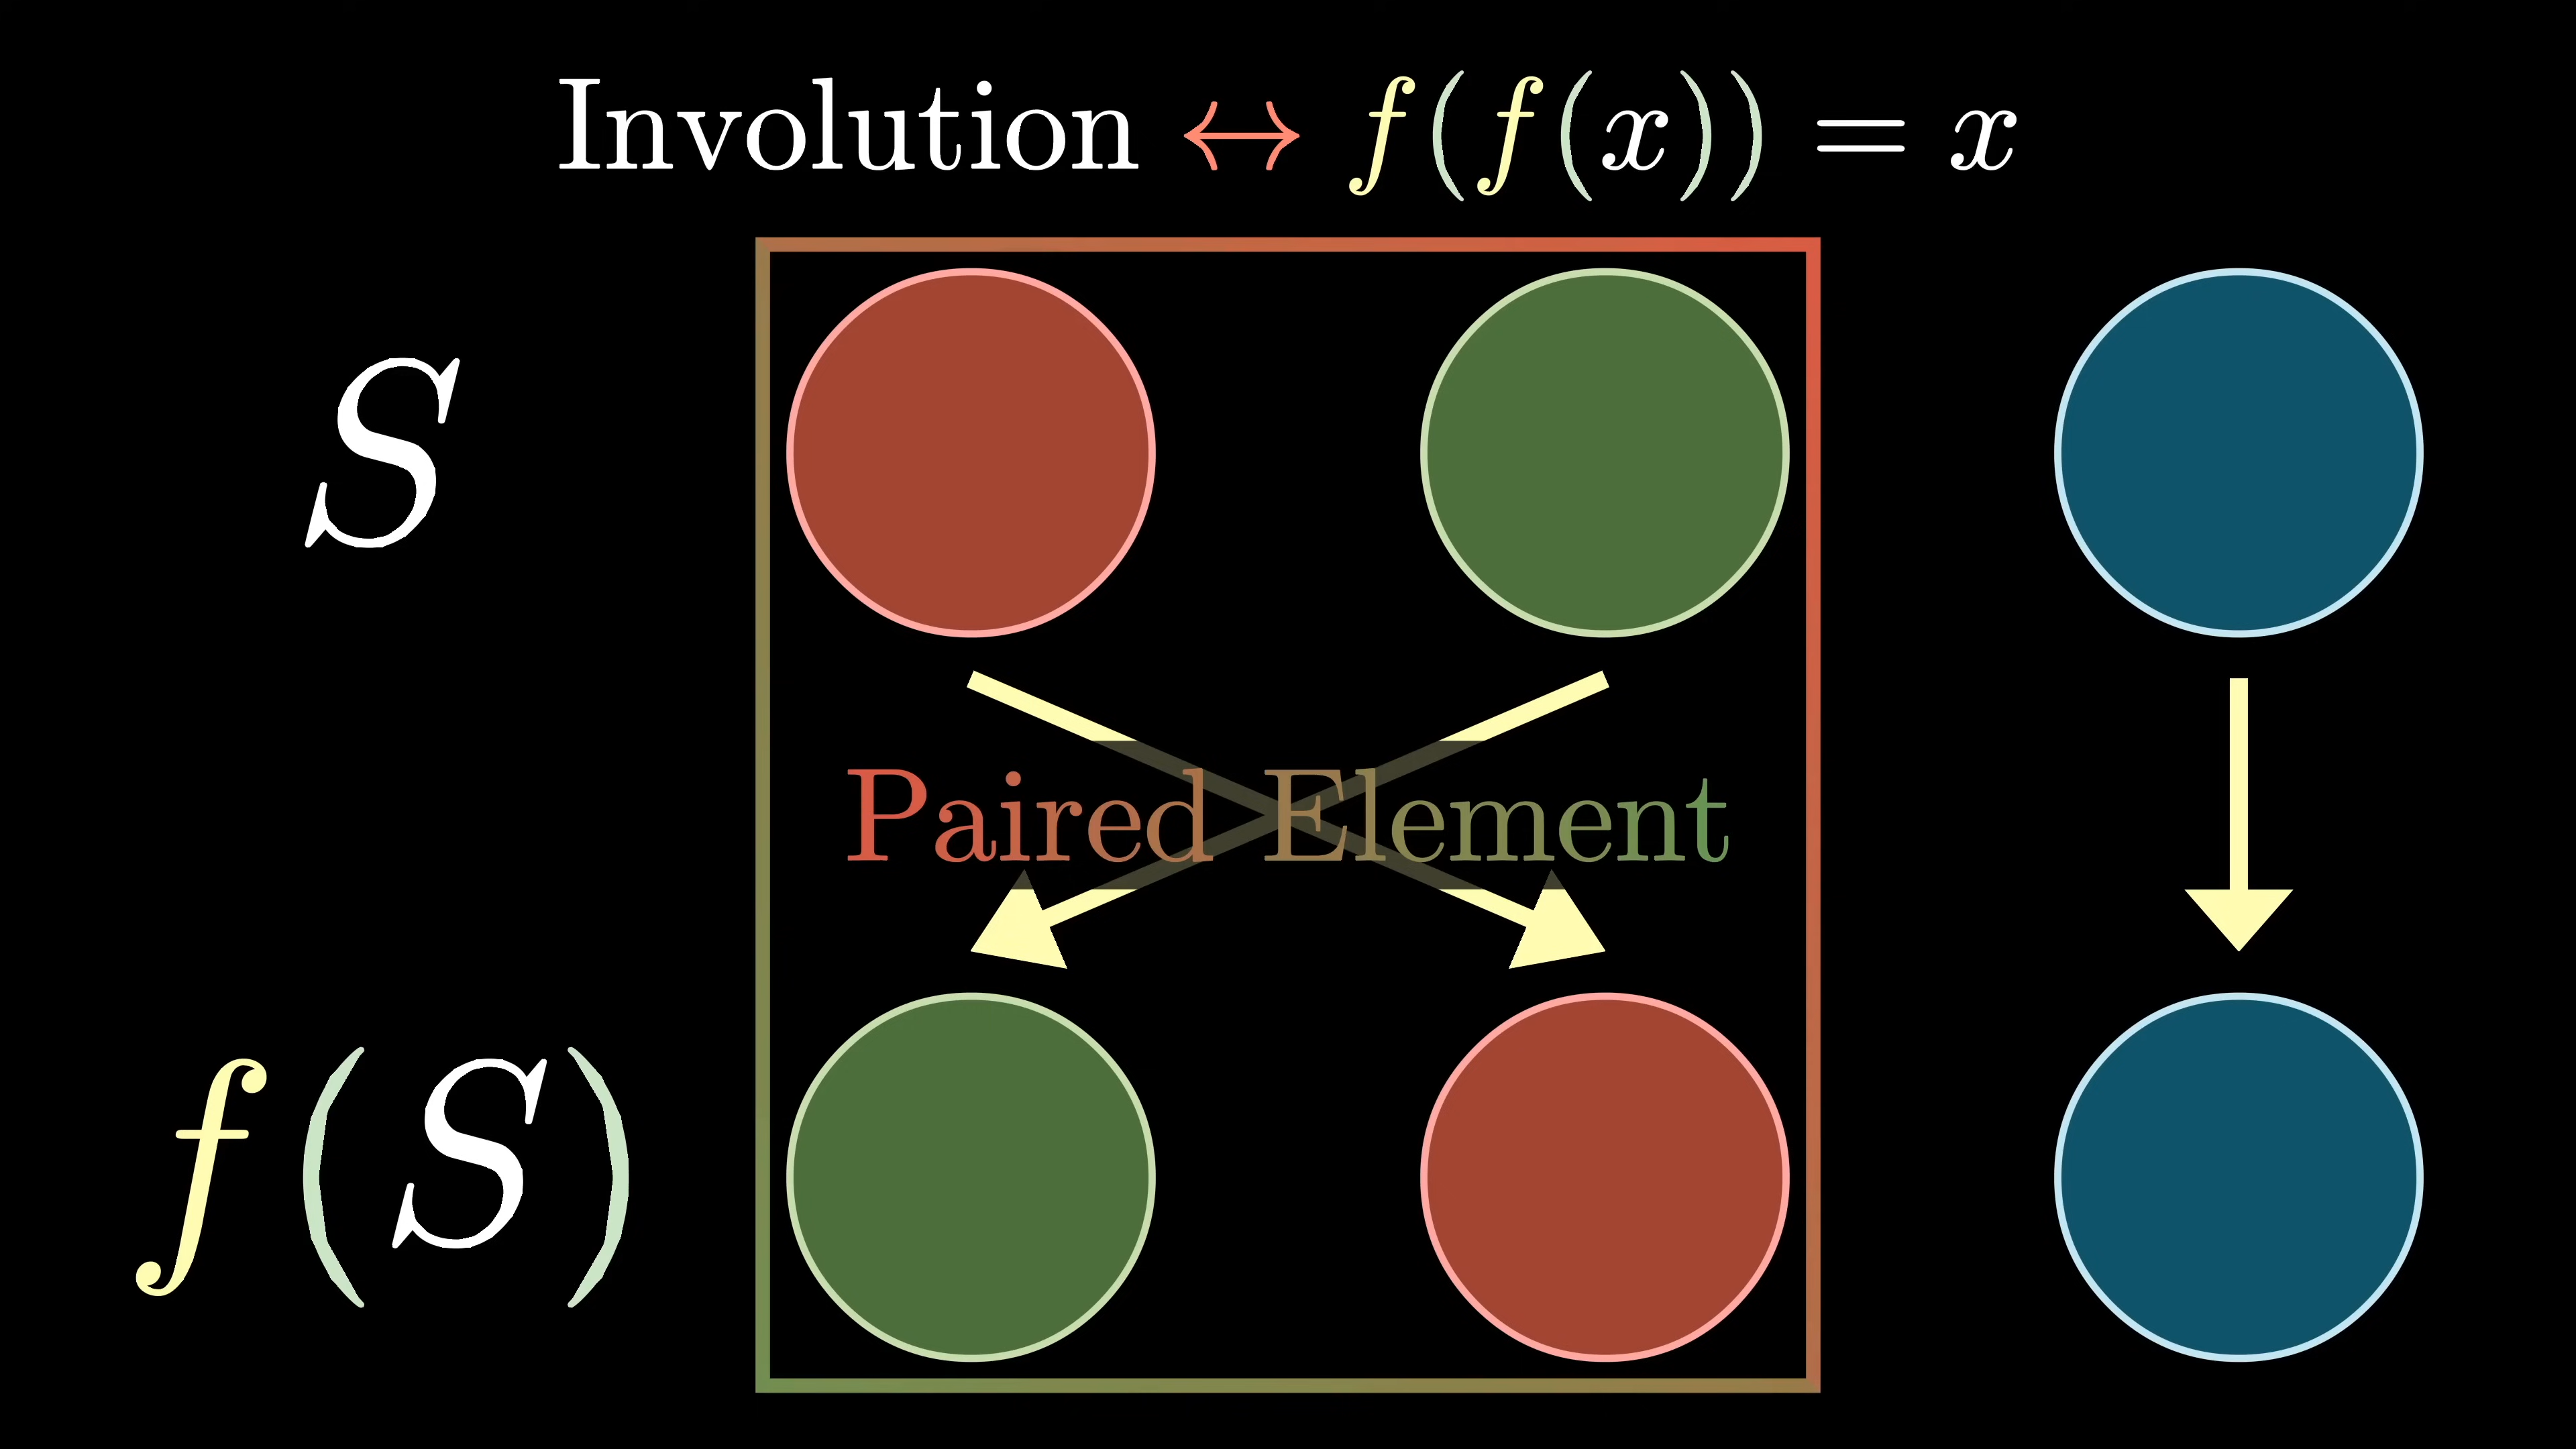 Involution ↔ f(f(x)) = x
S
Paired Element
f(S)